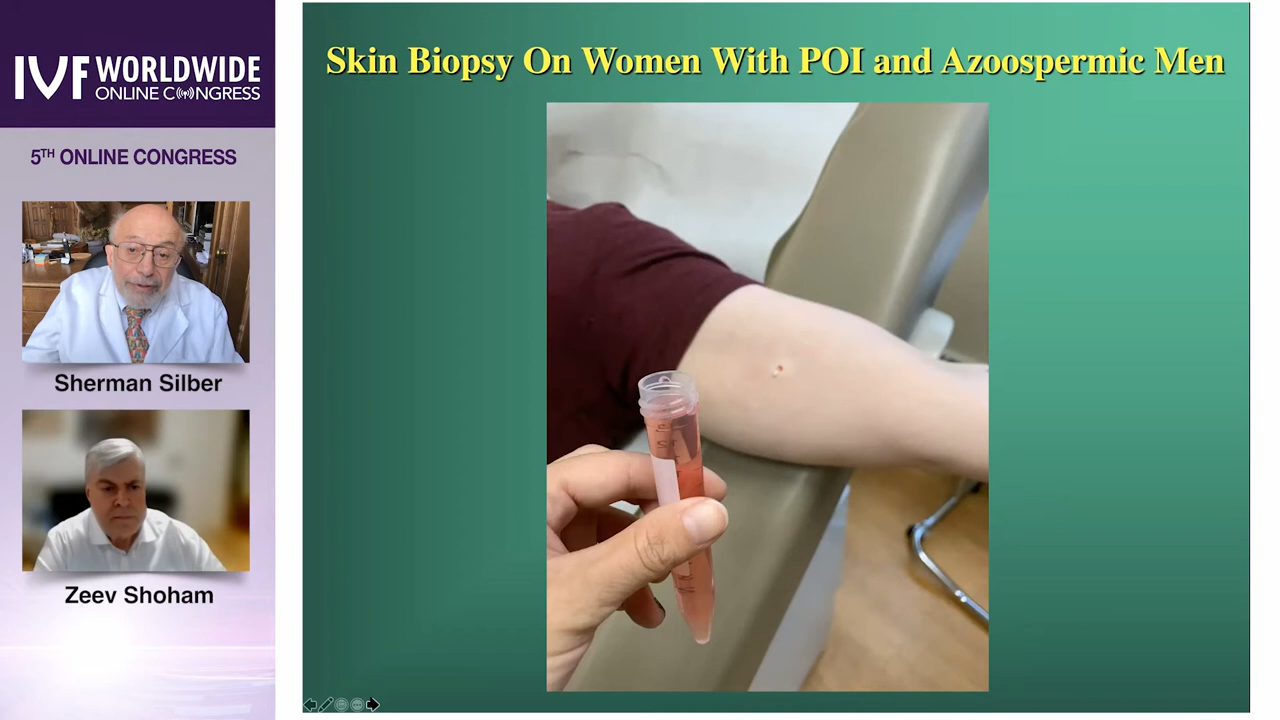 IVF WORLDWIDE
ONLINE CONGRESS
5TH ONLINE CONGRESS
Sherman Silber
Zeev Shoham
Skin Biopsy On Women With POI and Azoospermic Men